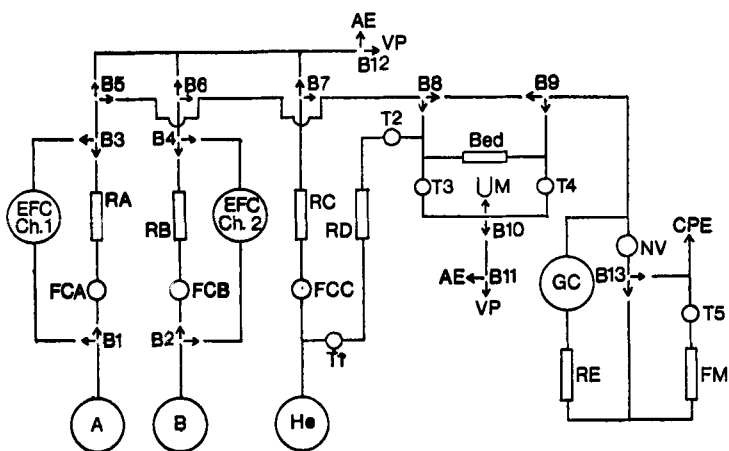 AE
VP
B12
B5
B6
B7
B8
B9
T2
B3
B4
Bed
EFC
Ch.1
RA
RB
EFC
Ch.2
RC
RD
T3
M
T4
B10
CPE
NV
FCA
FCB
FCC
AE
B11
VP
GC
B13
T5
B1
B2
T1
RE
FM
A
B
He